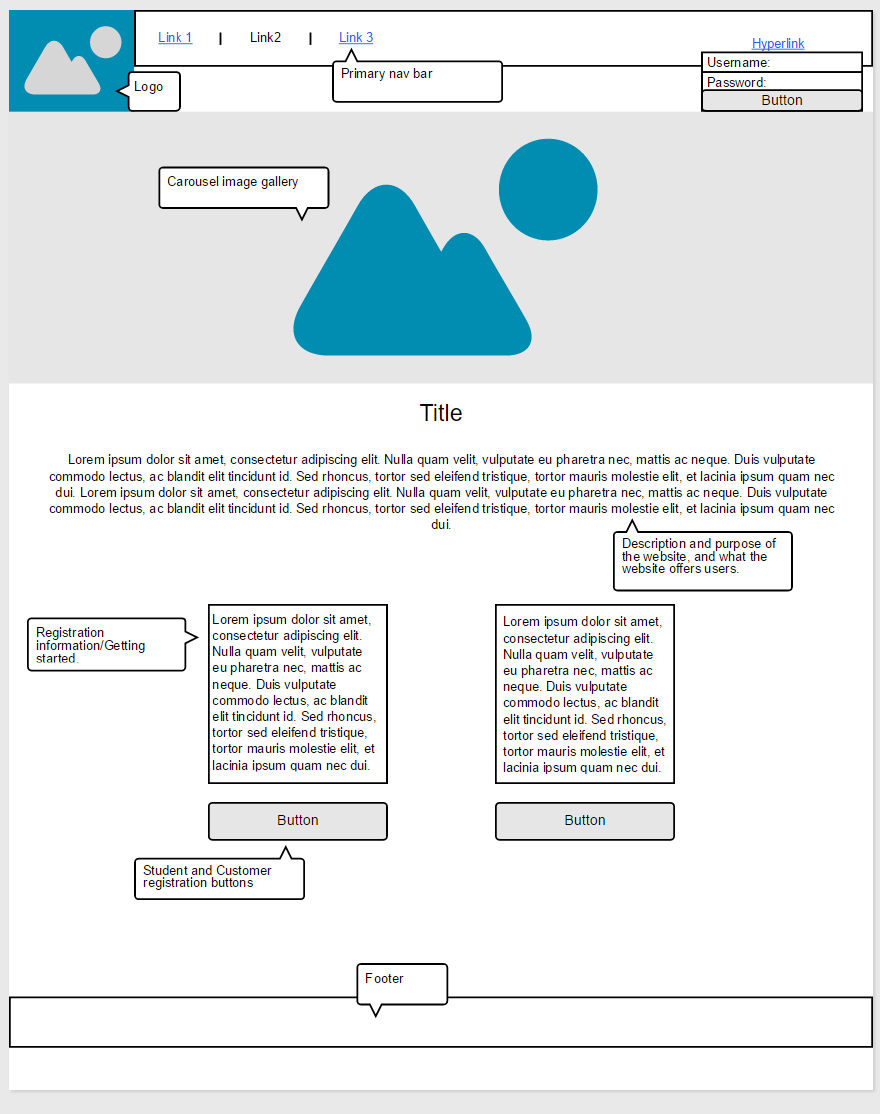 Link 1 | Link2 | Link 3
Hyperlink
Username:
Password:
Button
Logo
Primary nav bar
Carousel image gallery
Title
Lorem ipsum dolor sit amet, consectetur adipiscing elit. Nulla quam velit, vulputate eu pharetra nec, mattis ac neque. Duis vulputate
commodo lectus, ac blandit elit tincidunt id. Sed rhoncus, tortor sed eleifend tristique, tortor mauris molestie elit, et lacinia ipsum quam nec
dui. Lorem ipsum dolor sit amet, consectetur adipiscing elit. Nulla quam velit, vulputate eu pharetra nec, mattis ac neque. Duis vulputate
commodo lectus, ac blandit elit tincidunt id. Sed rhoncus, tortor sed eleifend tristique, tortor mauris molestie elit, et lacinia ipsum quam nec
dui.
Description and purpose of
the website, and what the
website offers users.
Registration
information/Getting
started.
Lorem ipsum dolor sit amet,
consectetur adipiscing elit.
Nulla quam velit, vulputate
eu pharetra nec, mattis ac
neque. Duis vulputate
commodo lectus, ac blandit
elit tincidunt id. Sed rhoncus,
tortor sed eleifend tristique,
tortor mauris molestie elit, et
lacinia ipsum quam nec dui.
Lorem ipsum dolor sit amet,
consectetur adipiscing elit.
Nulla quam velit, vulputate
eu pharetra nec, mattis ac
neque. Duis vulputate
commodo lectus, ac blandit
elit tincidunt id. Sed rhoncus,
tortor sed eleifend tristique,
tortor mauris molestie elit, et
lacinia ipsum quam nec dui.
Button
Button
Student and Customer
registration buttons
Footer